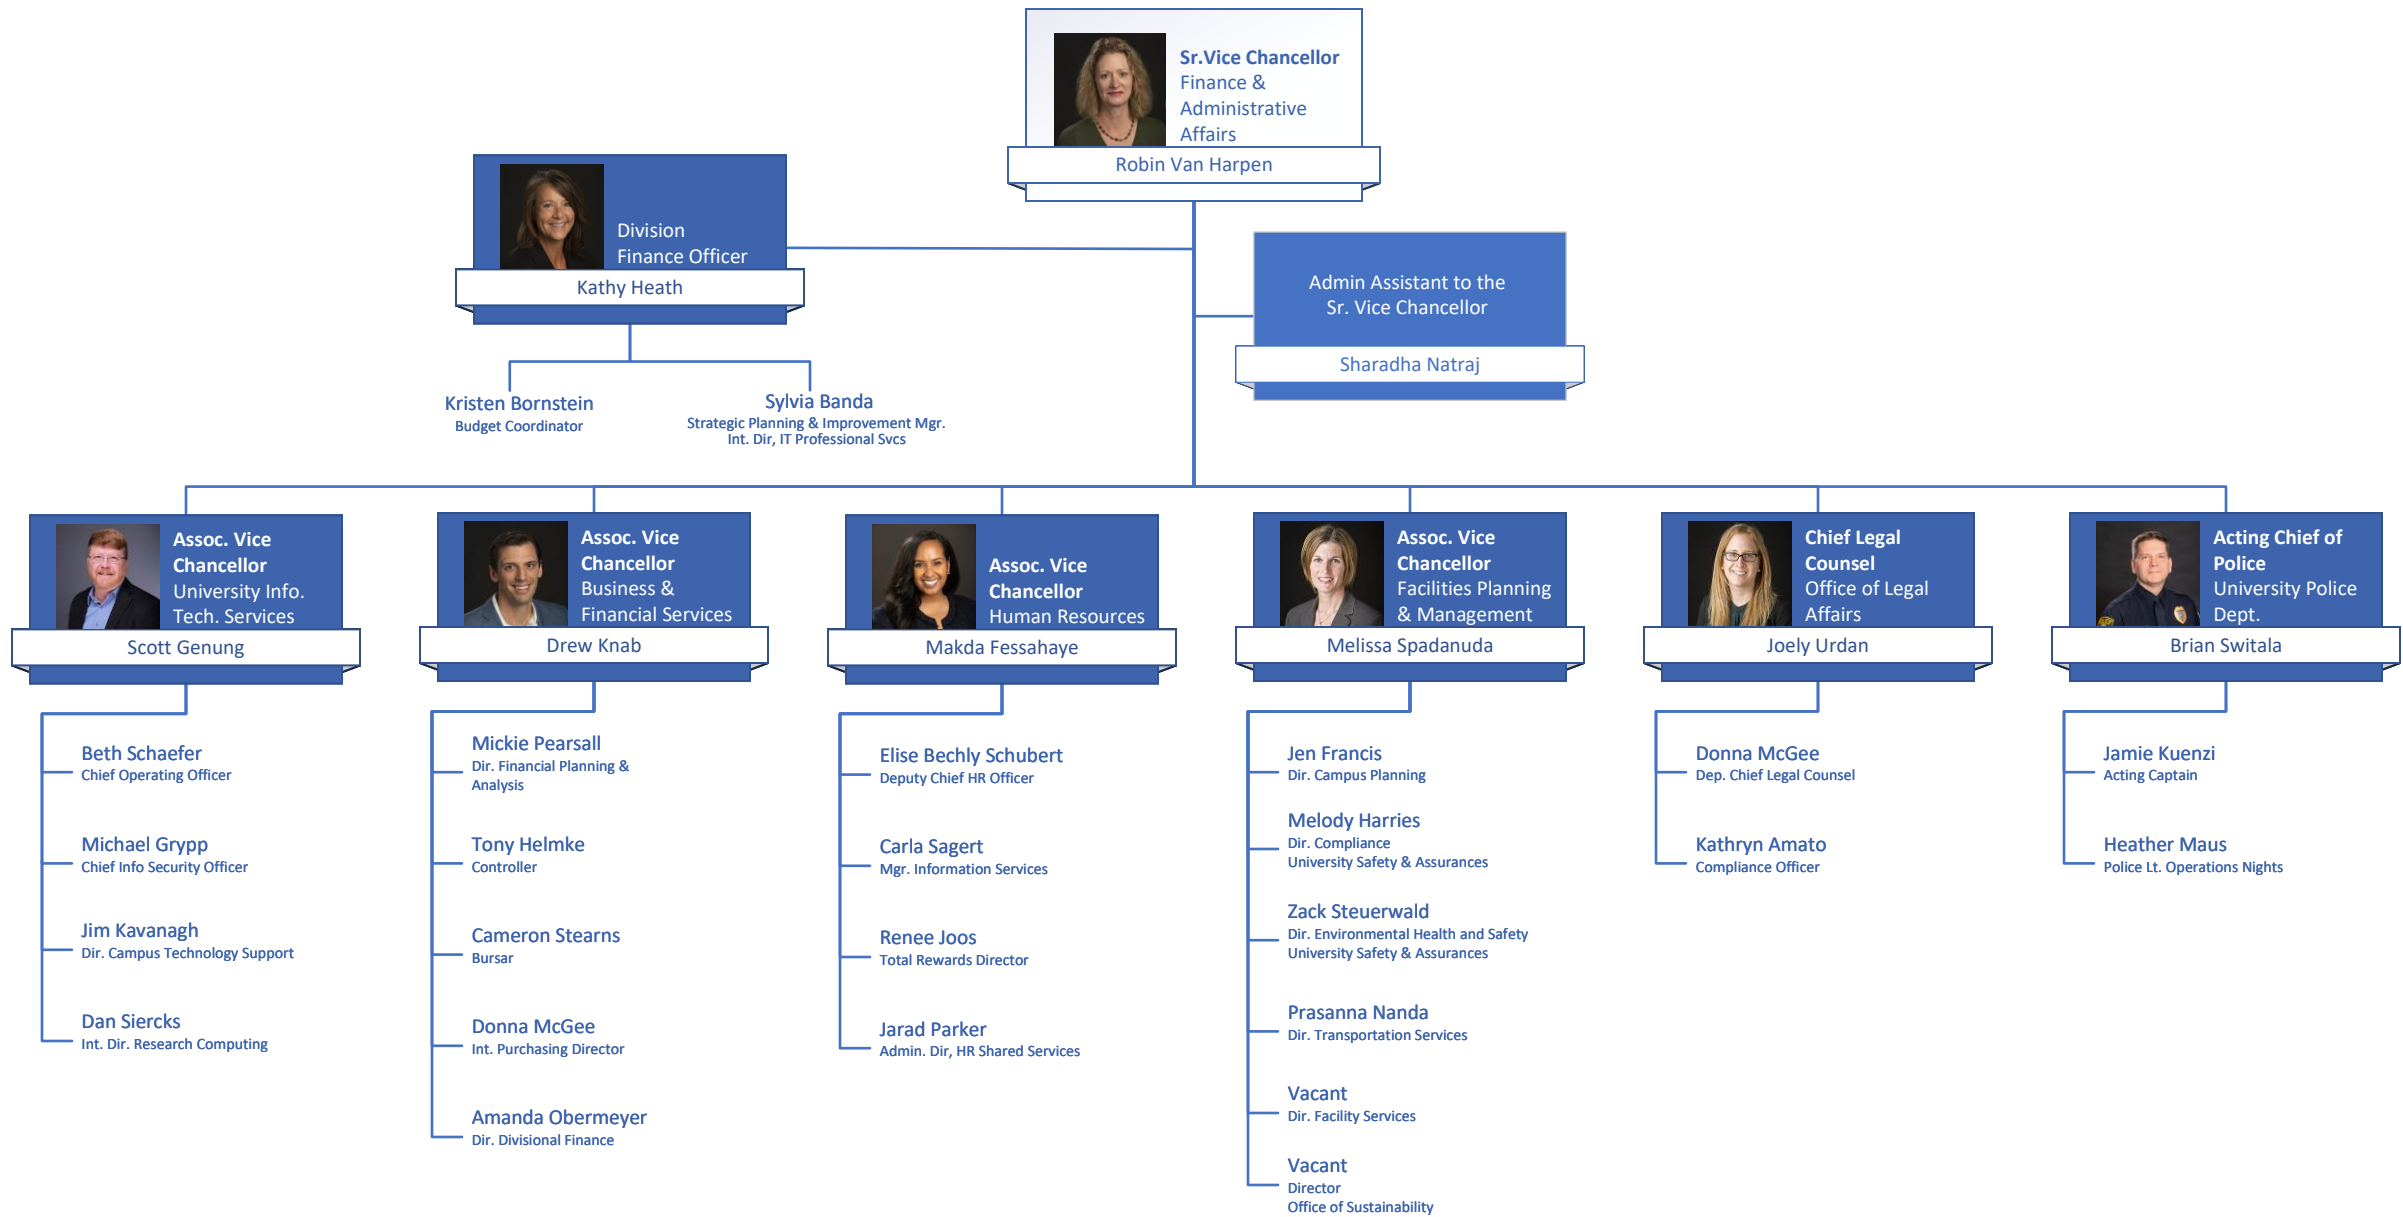 Sr.Vice Chancellor
Finance &
Administrative
Affairs
Robin Van Harpen
Division
Finance Officer
Kathy Heath
Admin Assistant to the
Sr. Vice Chancellor
Sharadha Natraj
Kristen Bornstein
Budget Coordinator
Sylvia Banda
Strategic Planning & Improvement Mgr.
Int. Dir, IT Professional Svcs
Assoc. Vice
Chancellor
University Info.
Tech. Services
Scott Genung
Beth Schaefer
Chief Operating Officer
Michael Grypp
Chief Info Security Officer
Jim Kavanagh
Dir. Campus Technology Support
Dan Siercks
Int. Dir. Research Computing
Assoc. Vice
Chancellor
Business &
Financial Services
Drew Knab
Mickie Pearsall
Dir. Financial Planning &
Analysis
Tony Helmke
Controller
Cameron Stearns
Bursar
Donna McGee
Int. Purchasing Director
Amanda Obermeyer
Dir. Divisional Finance
Assoc. Vice
Chancellor
Human Resources
Makda Fessahaye
Elise Bechly Schubert
Deputy Chief HR Officer
Carla Sagert
Mgr. Information Services
Renee Joos
Total Rewards Director
Jarad Parker
Admin. Dir, HR Shared Services
Assoc. Vice
Chancellor
Facilities Planning
& Management
Melissa Spadanuda
Jen Francis
Dir. Campus Planning
Melody Harries
Dir. Compliance
University Safety & Assurances
Zack Steuerwald
Dir. Environmental Health and Safety
University Safety & Assurances
Prasanna Nanda
Dir. Transportation Services
Vacant
Dir. Facility Services
Vacant
Director
Office of Sustainability
Chief Legal
Counsel
Office of Legal
Affairs
Joely Urdan
Donna McGee
Dep. Chief Legal Counsel
Kathryn Amato
Compliance Officer
Acting Chief of
Police
University Police
Dept.
Brian Switala
Jamie Kuenzi
Acting Captain
Heather Maus
Police Lt. Operations Nights